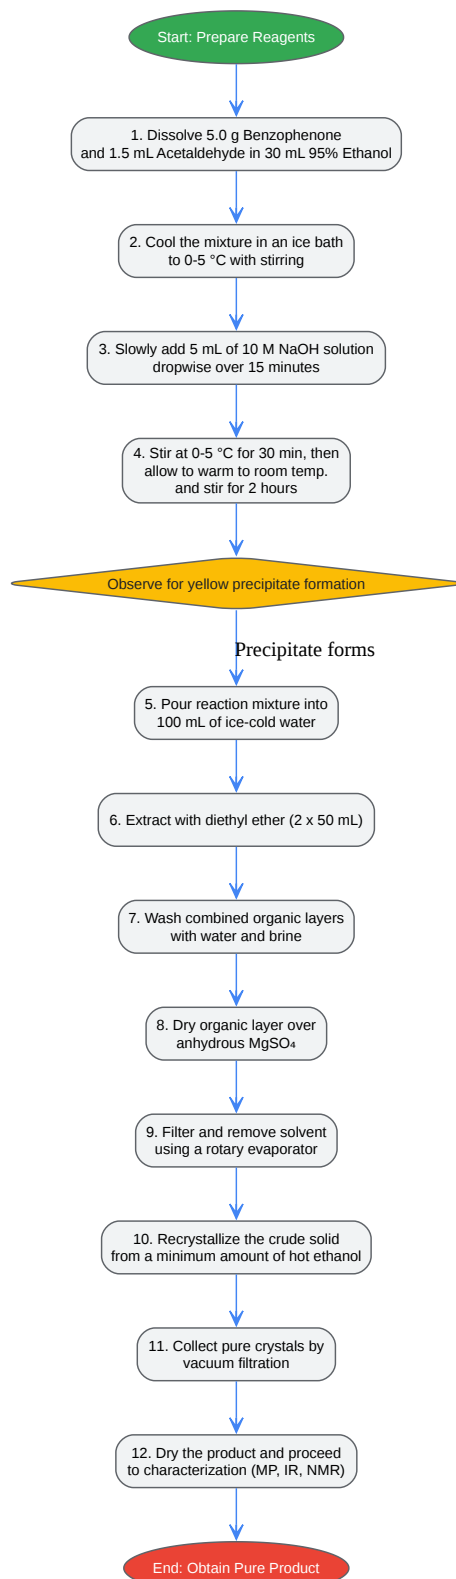 Start: Prepare Reagents
1. Dissolve 5.0 g Benzophenone
and 1.5 mL Acetaldehyde in 30 mL 95% Ethanol
2. Cool the mixture in an ice bath
to 0-5 °C with stirring
3. Slowly add 5 mL of 10 M NaOH solution
dropwise over 15 minutes
4. Stir at 0-5 °C for 30 min, then
allow to warm to room temp.
and stir for 2 hours
Observe for yellow precipitate formation
Precipitate forms
5. Pour reaction mixture into
100 mL of ice-cold water
6. Extract with diethyl ether (2 x 50 mL)
7. Wash combined organic layers
with water and brine
8. Dry organic layer over
anhydrous MgSO₄
9. Filter and remove solvent
using a rotary evaporator
10. Recrystallize the crude solid
from a minimum amount of hot ethanol
11. Collect pure crystals by
vacuum filtration
12. Dry the product and proceed
to characterization (MP, IR, NMR)
End: Obtain Pure Product